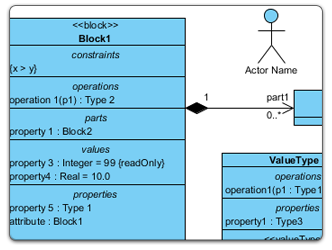 <<block>>
Block1
constraints
{x > y}
operations
operation 1(p1) : Type 2
parts
property 1 : Block2
values
property 3 : Integer = 99 {readOnly}
property4 : Real = 10.0
properties
property 5 : Type 1
attribute : Block1
1
part1
0..*
Actor Name
ValueType
operations
operation1(p1 : Type1
properties
property1 : Type3